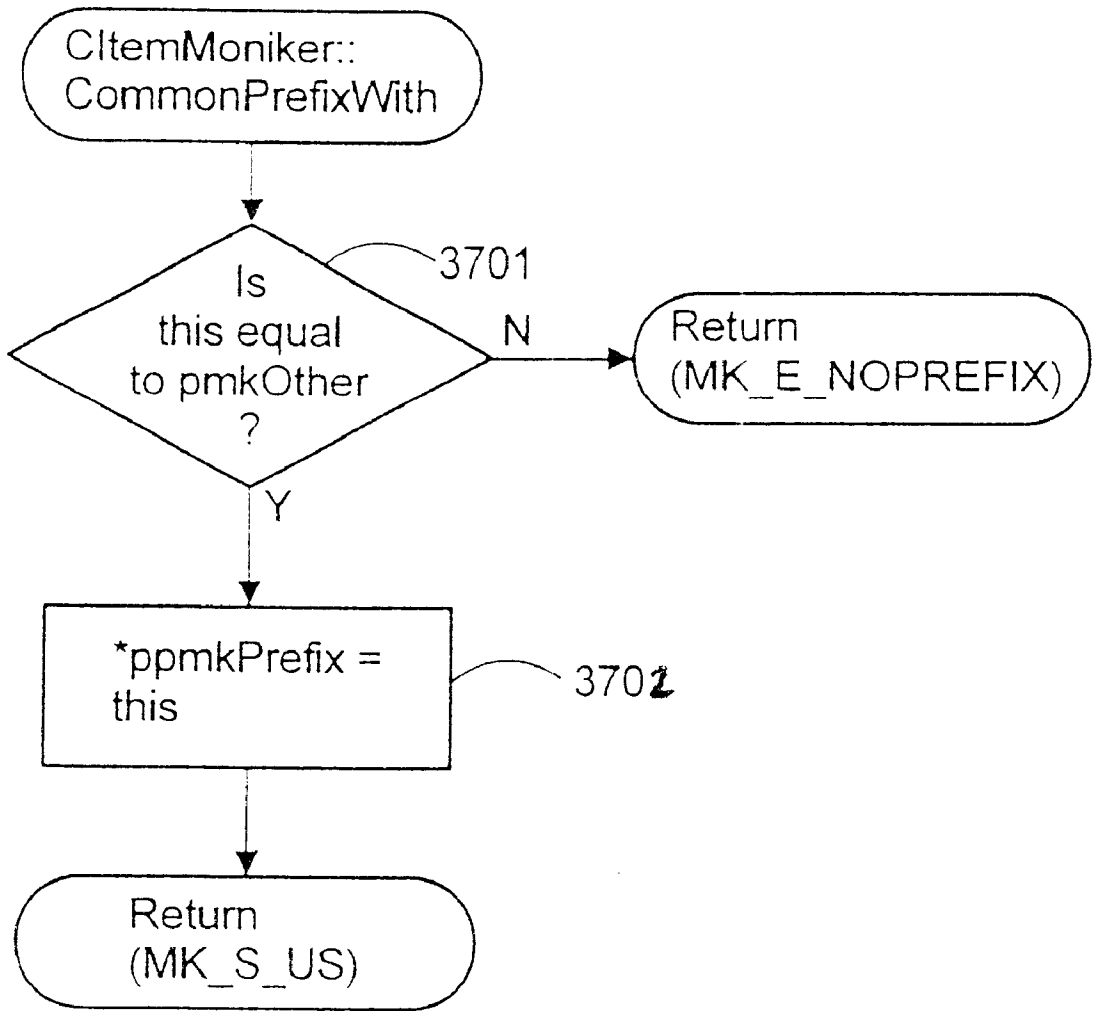 CItemMoniker::
CommonPrefixWith
3701
Is
this equal
to pmkOther
?
N
Return
(MK_E_NOPREFIX)
Y
*ppmkPrefix =
this
3702
Return
(MK_S_US)